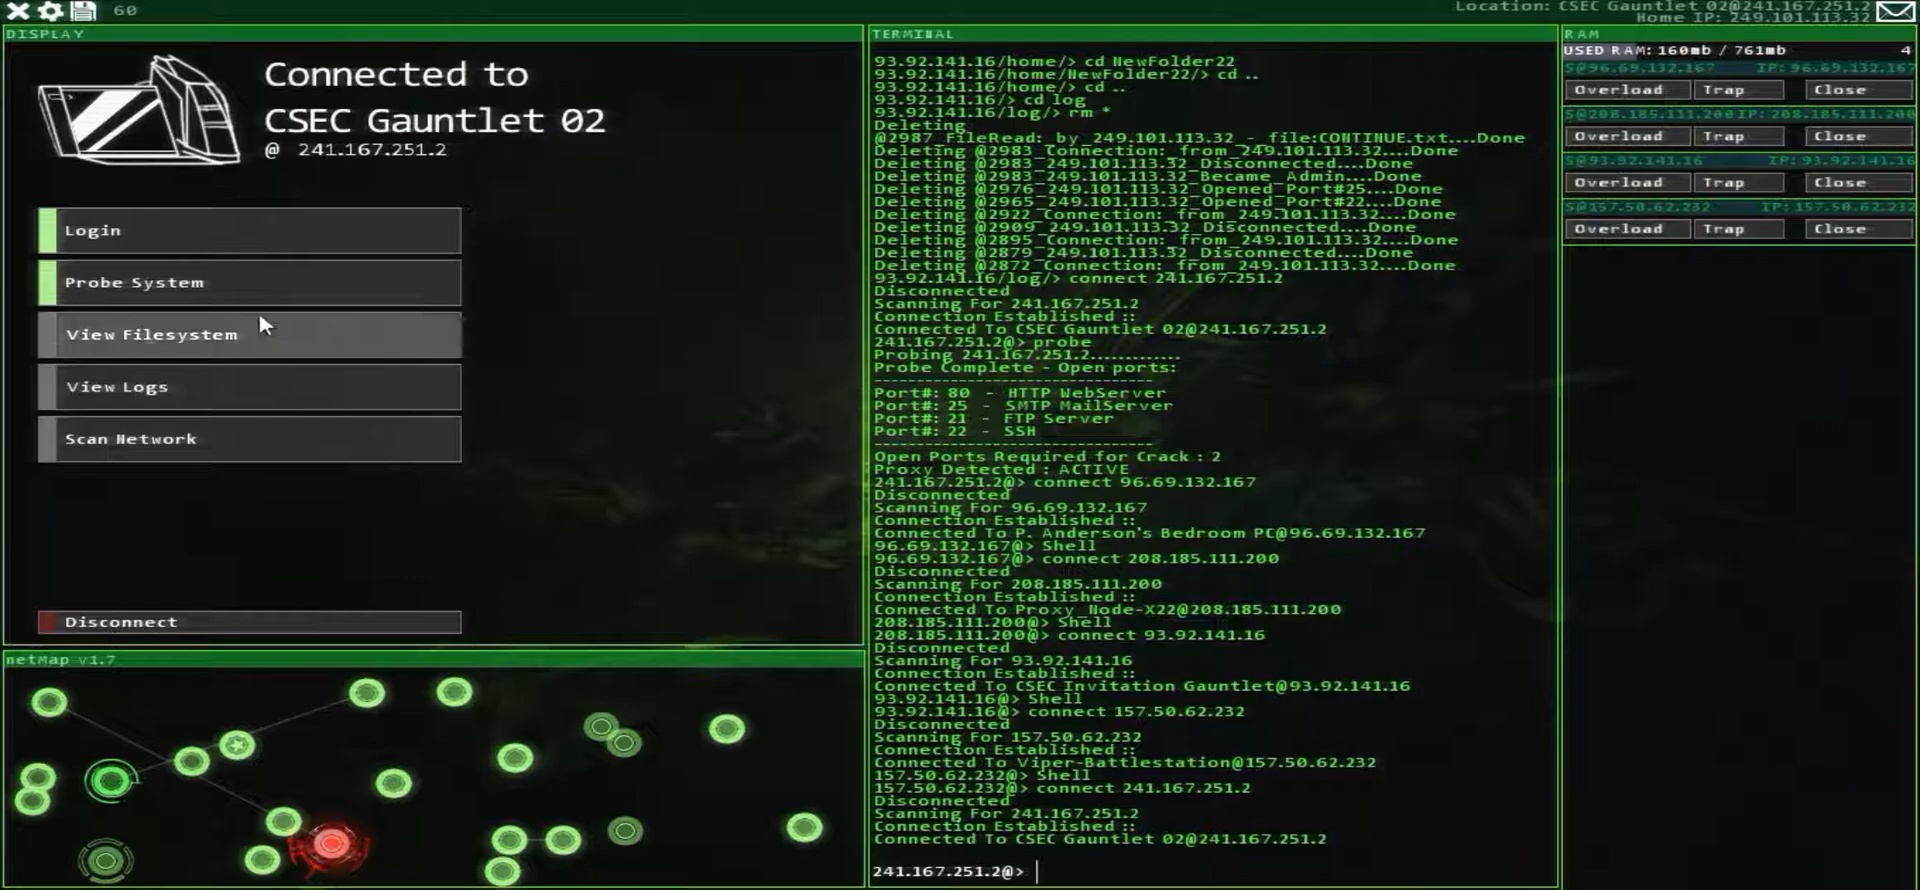 60
Location: CSEC Gauntlet 02@241.167.251.2
Home IP: 249.101.113.32
DISPLAY
Connected to
CSEC Gauntlet 02
@ 241.167.251.2
Login
Probe System
View Filesystem
View Logs
Scan Network
Disconnect
netMap v1.7
TERMINAL
93.92.141.16/home/> cd NewFolder22
93.92.141.16/home/NewFolder22/> cd ..
93.92.141.16/home/> cd ..
93.92.141.16/> cd log
93.92.141.16/log/> rm *
Deleting
@2987_FileRead:_by_249.101.113.32_-_file:CONTINUE.txt....Done
Deleting @2983_Connection:_from_249.101.113.32....Done
Deleting @2983_249.101.113.32_Disconnected....Done
Deleting @2983_249.101.113.32_Became_Admin....Done
Deleting @2976_249.101.113.32_Opened_Port#25....Done
Deleting @2965_249.101.113.32_Opened_Port#22....Done
Deleting @2922_Connection:_from_249.101.113.32....Done
Deleting @2909_249.101.113.32_Disconnected....Done
Deleting @2895_Connection:_from_249.101.113.32....Done
Deleting @2879_249.101.113.32_Disconnected....Done
Deleting @2872_Connection:_from_249.101.113.32....Done
93.92.141.16/log/> connect 241.167.251.2
Disconnected
Scanning For 241.167.251.2
Connection Established ::
Connected To CSEC Gauntlet 02@241.167.251.2
241.167.251.2@> probe
Probing 241.167.251.2.............
Probe Complete - Open ports:
---------------------------------
Port#: 80 - HTTP WebServer
Port#: 25 - SMTP MailServer
Port#: 21 - FTP Server
Port#: 22 - SSH
---------------------------------
Open Ports Required for Crack : 2
Proxy Detected : ACTIVE
241.167.251.2@> connect 96.69.132.167
Disconnected
Scanning For 96.69.132.167
Connection Established ::
Connected To P. Anderson's Bedroom PC@96.69.132.167
96.69.132.167@> Shell
96.69.132.167@> connect 208.185.111.200
Disconnected
Scanning For 208.185.111.200
Connection Established ::
Connected To Proxy_Node-X22@208.185.111.200
208.185.111.200@> Shell
208.185.111.200@> connect 93.92.141.16
Disconnected
Scanning For 93.92.141.16
Connection Established ::
Connected To CSEC Invitation Gauntlet@93.92.141.16
93.92.141.16@> Shell
93.92.141.16@> connect 157.50.62.232
Disconnected
Scanning For 157.50.62.232
Connection Established ::
Connected To Viper-Battlestation@157.50.62.232
157.50.62.232@> Shell
157.50.62.232@> connect 241.167.251.2
Disconnected
Scanning For 241.167.251.2
Connection Established ::
Connected To CSEC Gauntlet 02@241.167.251.2
241.167.251.2@>
RAM
USED RAM: 160mb / 761mb 4
S@96.69.132.167 IP: 96.69.132.167
Overload Trap Close
S@208.185.111.200 IP: 208.185.111.200
Overload Trap Close
S@93.92.141.16 IP: 93.92.141.16
Overload Trap Close
S@157.50.62.232 IP: 157.50.62.232
Overload Trap Close